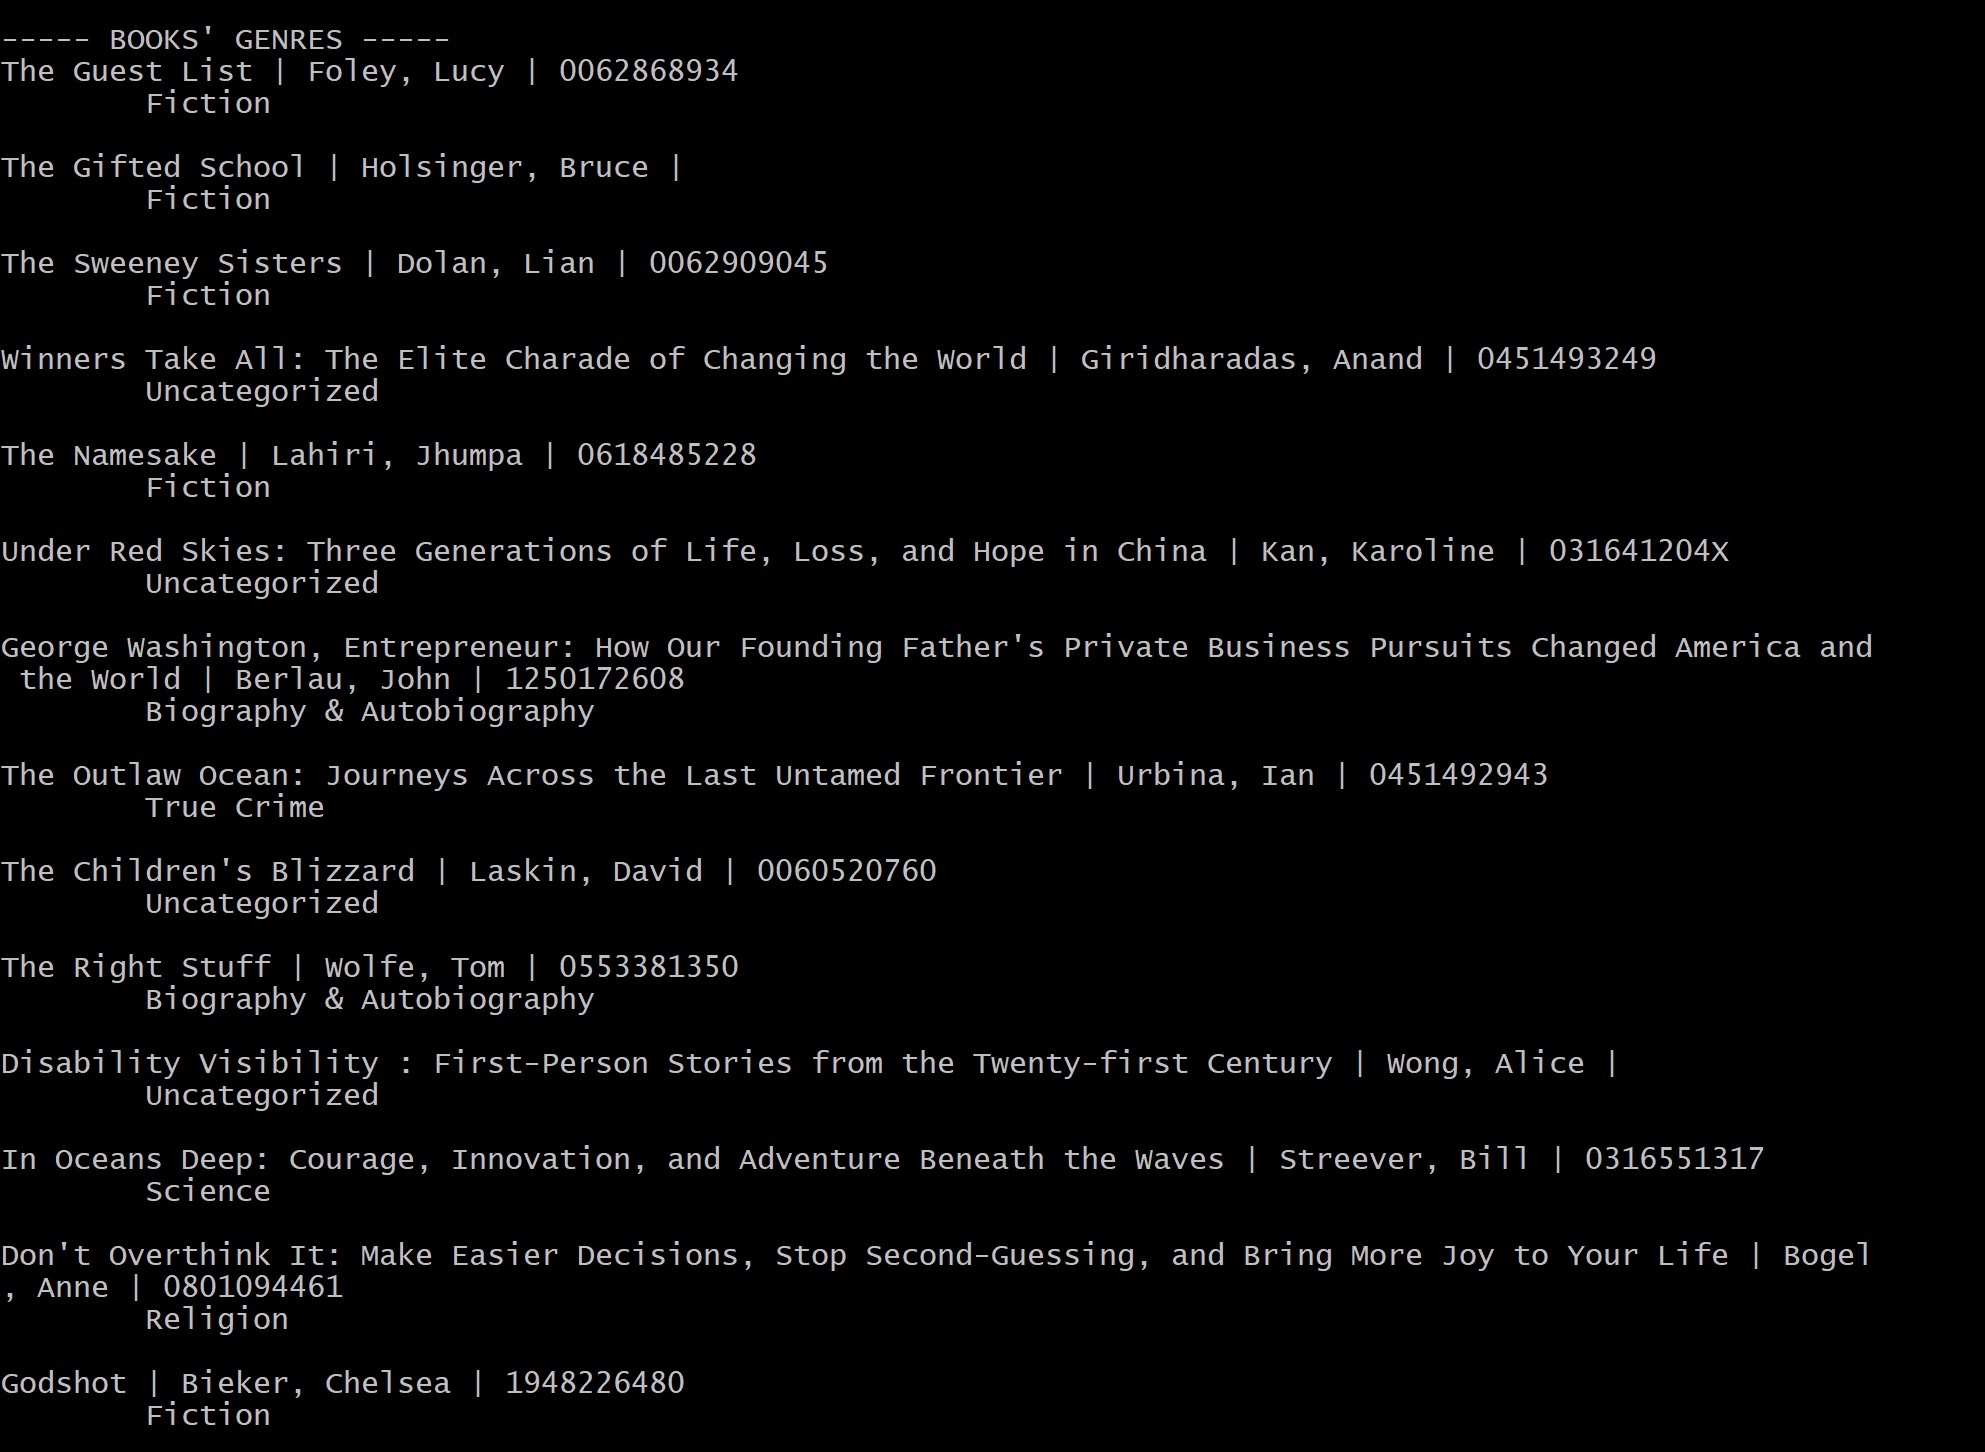 ----- BOOKS' GENRES -----
The Guest List | Foley, Lucy | 0062868934
Fiction
The Gifted School | Holsinger, Bruce |
Fiction
The Sweeney Sisters | Dolan, Lian | 0062909045
Fiction
Winners Take All: The Elite Charade of Changing the World | Giridharadas, Anand | 0451493249
Uncategorized
The Namesake | Lahiri, Jhumpa | 0618485228
Fiction
Under Red Skies: Three Generations of Life, Loss, and Hope in China | Kan, Karoline | 031641204X
Uncategorized
George Washington, Entrepreneur: How Our Founding Father's Private Business Pursuits Changed America and
the World | Berlau, John | 1250172608
Biography & Autobiography
The Outlaw Ocean: Journeys Across the Last Untamed Frontier | Urbina, Ian | 0451492943
True Crime
The Children's Blizzard | Laskin, David | 0060520760
Uncategorized
The Right Stuff | Wolfe, Tom | 0553381350
Biography & Autobiography
Disability Visibility : First-Person Stories from the Twenty-first Century | Wong, Alice |
Uncategorized
In Oceans Deep: Courage, Innovation, and Adventure Beneath the Waves | Streever, Bill | 0316551317
Science
Don't Overthink It: Make Easier Decisions, Stop Second-Guessing, and Bring More Joy to Your Life | Bogel
, Anne | 0801094461
Religion
Godshot | Bieker, Chelsea | 1948226480
Fiction